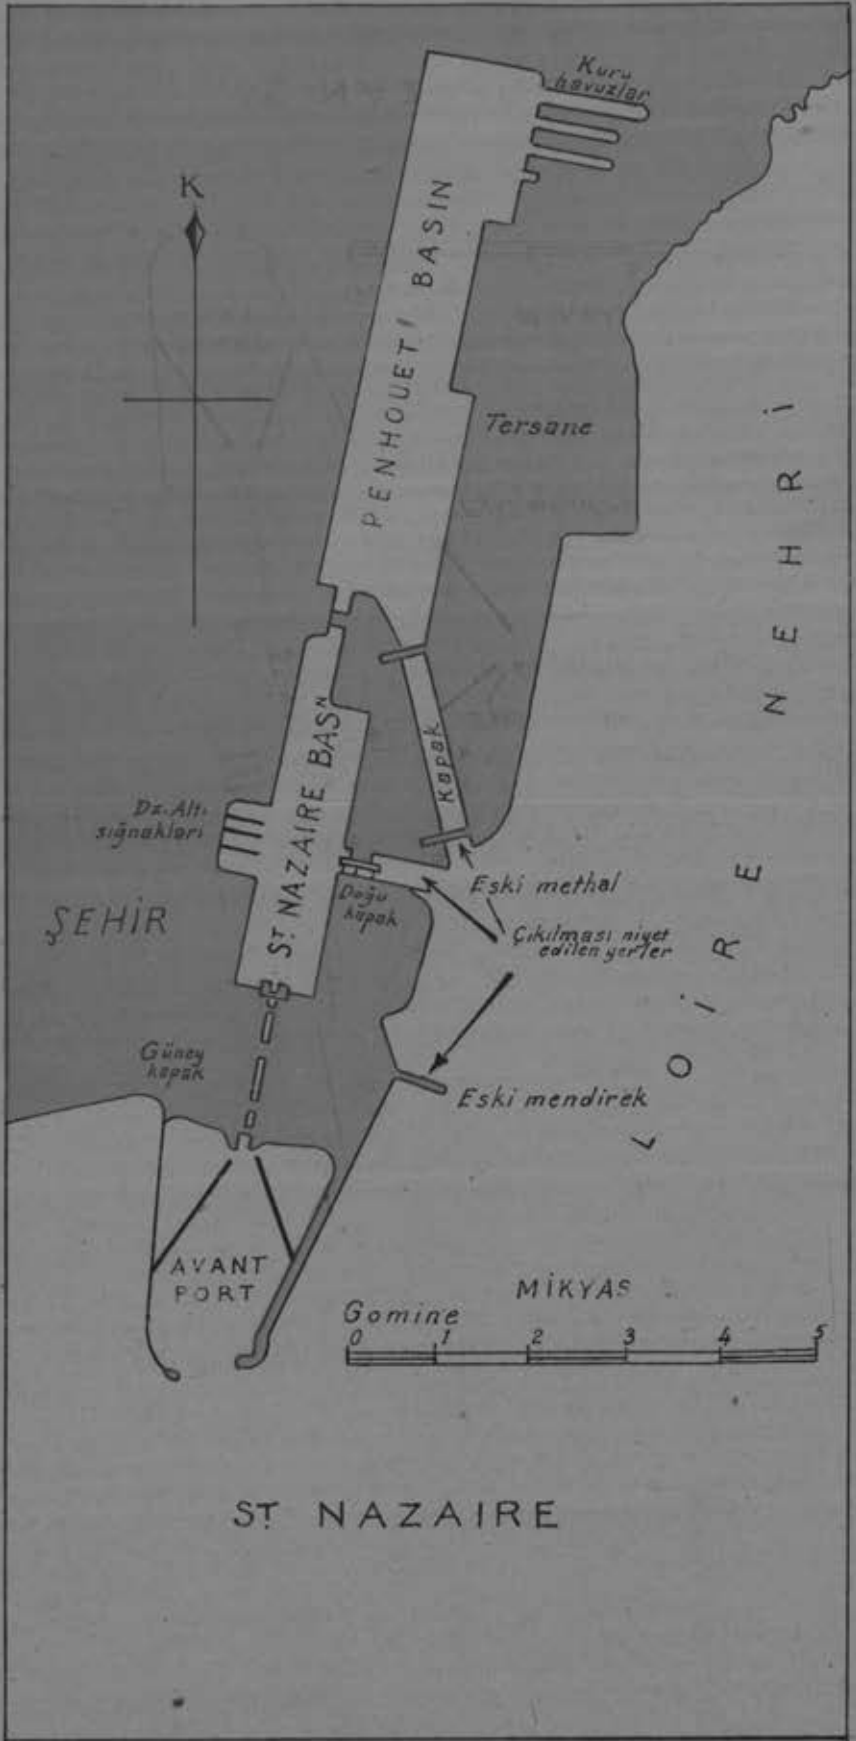 Kuru
havuzlar
K
PENHOUET' BASIN
Tersane
LOİRE NEHRİ
kapak
ST NAZAIRE BASN
Dz. Altı
sığnakları
Doğu
kapak
Eski methal
ŞEHİR
Çıkılması niyet
edilen yerler
Güney
kapak
Eski mendirek
AVANT
PORT
MİKYAS
Gomine
0 1 2 3 4 5
ST NAZAIRE